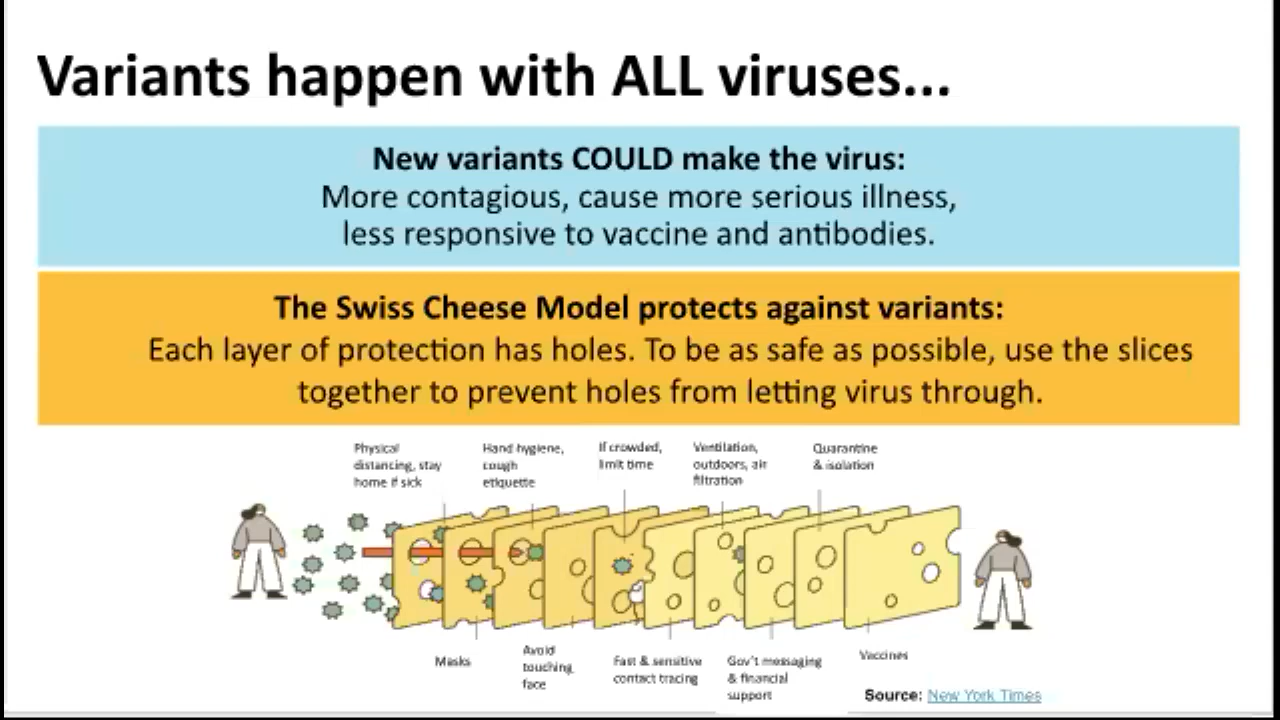 Variants happen with ALL viruses...
New variants COULD make the virus:
More contagious, cause more serious illness,
less responsive to vaccine and antibodies.
The Swiss Cheese Model protects against variants:
Each layer of protection has holes. To be as safe as possible, use the slices
together to prevent holes from letting virus through.
Physical
distancing, stay
home if sick
Hand hygiene,
cough
etiquette
If crowded,
limit time
Ventilation,
outdoors, air
filtration
Quarantine
& isolation
Masks
Avoid
touching
face
Fast & sensitive
contact tracing
Gov't messaging
& financial
support
Vaccines
Source: New York Times